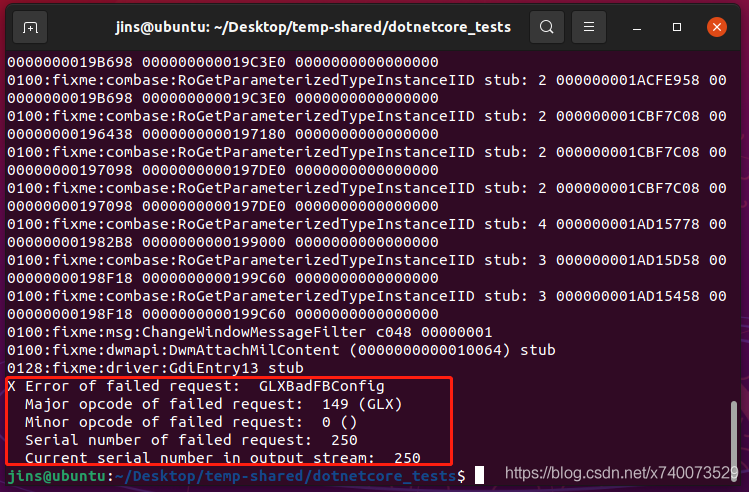 jins@ubuntu: ~/Desktop/temp-shared/dotnetcore_tests
0000000019B698 000000000019C3E0 0000000000000000
0100:fixme:combase:RoGetParameterizedTypeInstanceIID stub: 2 000000001ACFE958 00
0000000019B698 000000000019C3E0 0000000000000000
0100:fixme:combase:RoGetParameterizedTypeInstanceIID stub: 2 000000001CBF7C08 00
00000000196438 0000000000197180 0000000000000000
0100:fixme:combase:RoGetParameterizedTypeInstanceIID stub: 2 000000001CBF7C08 00
00000000197098 0000000000197DE0 0000000000000000
0100:fixme:combase:RoGetParameterizedTypeInstanceIID stub: 2 000000001CBF7C08 00
00000000197098 0000000000197DE0 0000000000000000
0100:fixme:combase:RoGetParameterizedTypeInstanceIID stub: 4 000000001AD15778 00
000000001982B8 0000000000199000 0000000000000000
0100:fixme:combase:RoGetParameterizedTypeInstanceIID stub: 3 000000001AD15D58 00
00000000198F18 0000000000199C60 0000000000000000
0100:fixme:combase:RoGetParameterizedTypeInstanceIID stub: 3 000000001AD15458 00
00000000198F18 0000000000199C60 0000000000000000
0100:fixme:msg:ChangeWindowMessageFilter c048 00000001
0100:fixme:dwmapi:DwmAttachMilContent (0000000000010064) stub
0128:fixme:driver:GdiEntry13 stub
X Error of failed request:  GLXBadFBConfig
  Major opcode of failed request:  149 (GLX)
  Minor opcode of failed request:  0 ()
  Serial number of failed request:  250
  Current serial number in output stream:  250
jins@ubuntu:~/Desktop/temp-shared/dotnetcore_tests$
https://blog.csdn.net/x740073529